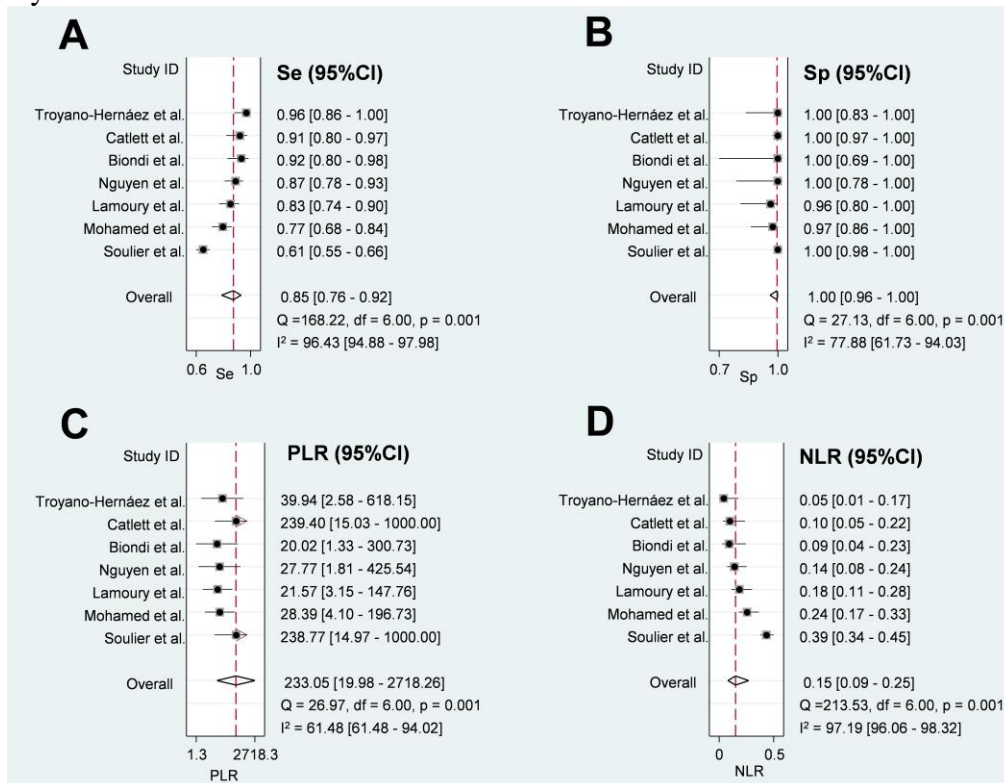 A
Study ID Se (95%CI)
Troyano-Hernáez et al. 0.96 [0.86 - 1.00]
Catlett et al. 0.91 [0.80 - 0.97]
Biondi et al. 0.92 [0.80 - 0.98]
Nguyen et al. 0.87 [0.78 - 0.93]
Lamoury et al. 0.83 [0.74 - 0.90]
Mohamed et al. 0.77 [0.68 - 0.84]
Soulier et al. 0.61 [0.55 - 0.66]
Overall 0.85 [0.76 - 0.92]
Q =168.22, df = 6.00, p = 0.001
I² = 96.43 [94.88 - 97.98]
0.6 1.0
Se
B
Study ID Sp (95%CI)
Troyano-Hernáez et al. 1.00 [0.83 - 1.00]
Catlett et al. 1.00 [0.97 - 1.00]
Biondi et al. 1.00 [0.69 - 1.00]
Nguyen et al. 1.00 [0.78 - 1.00]
Lamoury et al. 0.96 [0.80 - 1.00]
Mohamed et al. 0.97 [0.86 - 1.00]
Soulier et al. 1.00 [0.98 - 1.00]
Overall 1.00 [0.96 - 1.00]
Q = 27.13, df = 6.00, p = 0.001
I² = 77.88 [61.73 - 94.03]
0.7 1.0
Sp
C
Study ID PLR (95%CI)
Troyano-Hernáez et al. 39.94 [2.58 - 618.15]
Catlett et al. 239.40 [15.03 - 1000.00]
Biondi et al. 20.02 [1.33 - 300.73]
Nguyen et al. 27.77 [1.81 - 425.54]
Lamoury et al. 21.57 [3.15 - 147.76]
Mohamed et al. 28.39 [4.10 - 196.73]
Soulier et al. 238.77 [14.97 - 1000.00]
Overall 233.05 [19.98 - 2718.26]
Q = 26.97, df = 6.00, p = 0.001
I² = 61.48 [61.48 - 94.02]
1.3 2718.3
PLR
D
Study ID NLR (95%CI)
Troyano-Hernáez et al. 0.05 [0.01 - 0.17]
Catlett et al. 0.10 [0.05 - 0.22]
Biondi et al. 0.09 [0.04 - 0.23]
Nguyen et al. 0.14 [0.08 - 0.24]
Lamoury et al. 0.18 [0.11 - 0.28]
Mohamed et al. 0.24 [0.17 - 0.33]
Soulier et al. 0.39 [0.34 - 0.45]
Overall 0.15 [0.09 - 0.25]
Q =213.53, df = 6.00, p = 0.001
I² = 97.19 [96.06 - 98.32]
0 0.5
NLR